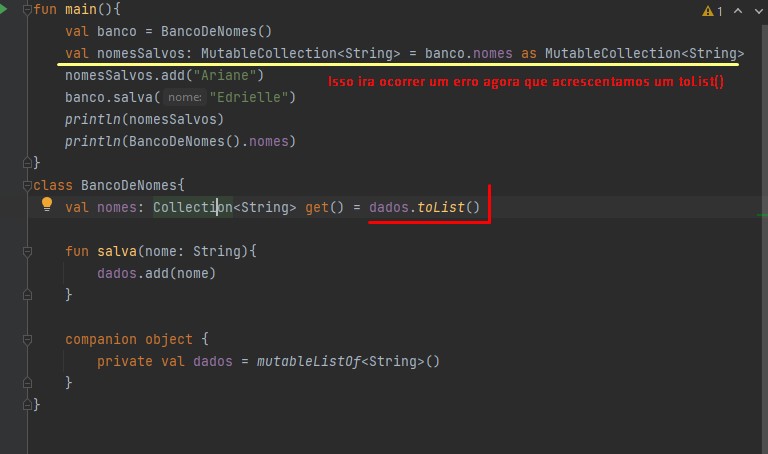 fun main(){
1
val banco = BancoDeNomes()
val nomesSalvos: MutableCollection<String> = banco.nomes as MutableCollection<String>
nomesSalvos.add("Ariane")
Isso ira ocorrer um erro agora que acrescentamos um toList()
banco.salva( nome: "Edrielle")
println(nomesSalvos)
println(BancoDeNomes().nomes)
}
class BancoDeNomes{
val nomes: Collection<String> get() = dados.toList()
fun salva(nome: String){
dados.add(nome)
}
companion object {
private val dados = mutableListOf<String>()
}
}